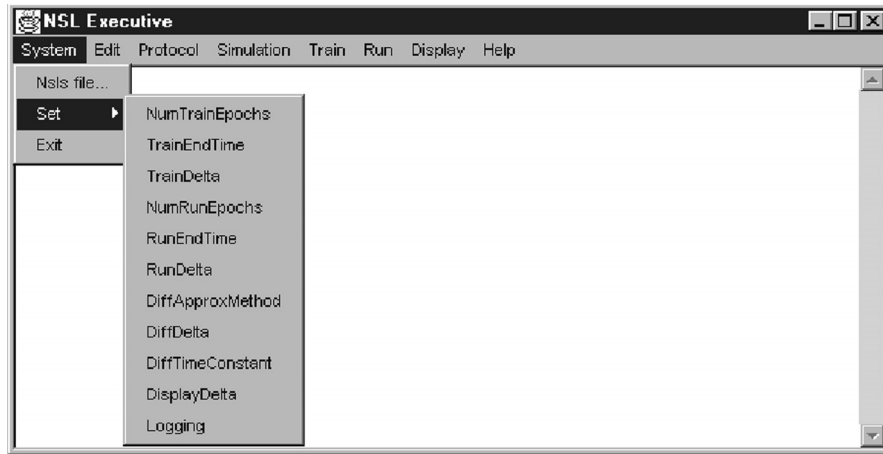 NSL Executive
System Edit Protocol Simulation Train Run Display Help
Nsls file...
Set
Exit
NumTrainEpochs
TrainEndTime
TrainDelta
NumRunEpochs
RunEndTime
RunDelta
DiffApproxMethod
DiffDelta
DiffTimeConstant
DisplayDelta
Logging